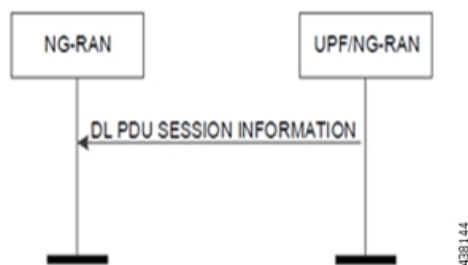 NG-RAN
UPF/NG-RAN
DL PDU SESSION INFORMATION
438144